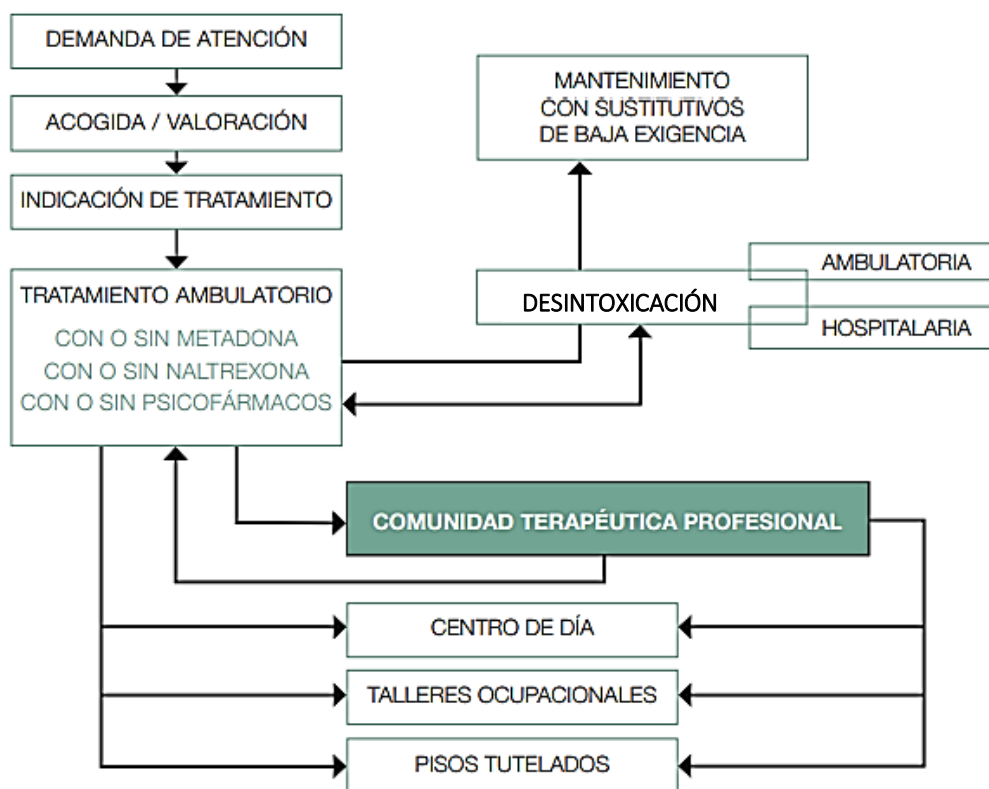 DEMANDA DE ATENCIÓN
ACOGIDA / VALORACIÓN
INDICACIÓN DE TRATAMIENTO
TRATAMIENTO AMBULATORIO
CON O SIN METADONA
CON O SIN NALTREXONA
CON O SIN PSICOFÁRMACOS
MANTENIMIENTO
CON SUSTITUTIVOS
DE BAJA EXIGENCIA
DESINTOXICACIÓN
AMBULATORIA
HOSPITALARIA
COMUNIDAD TERAPÉUTICA PROFESIONAL
CENTRO DE DÍA
TALLERES OCUPACIONALES
PISOS TUTELADOS